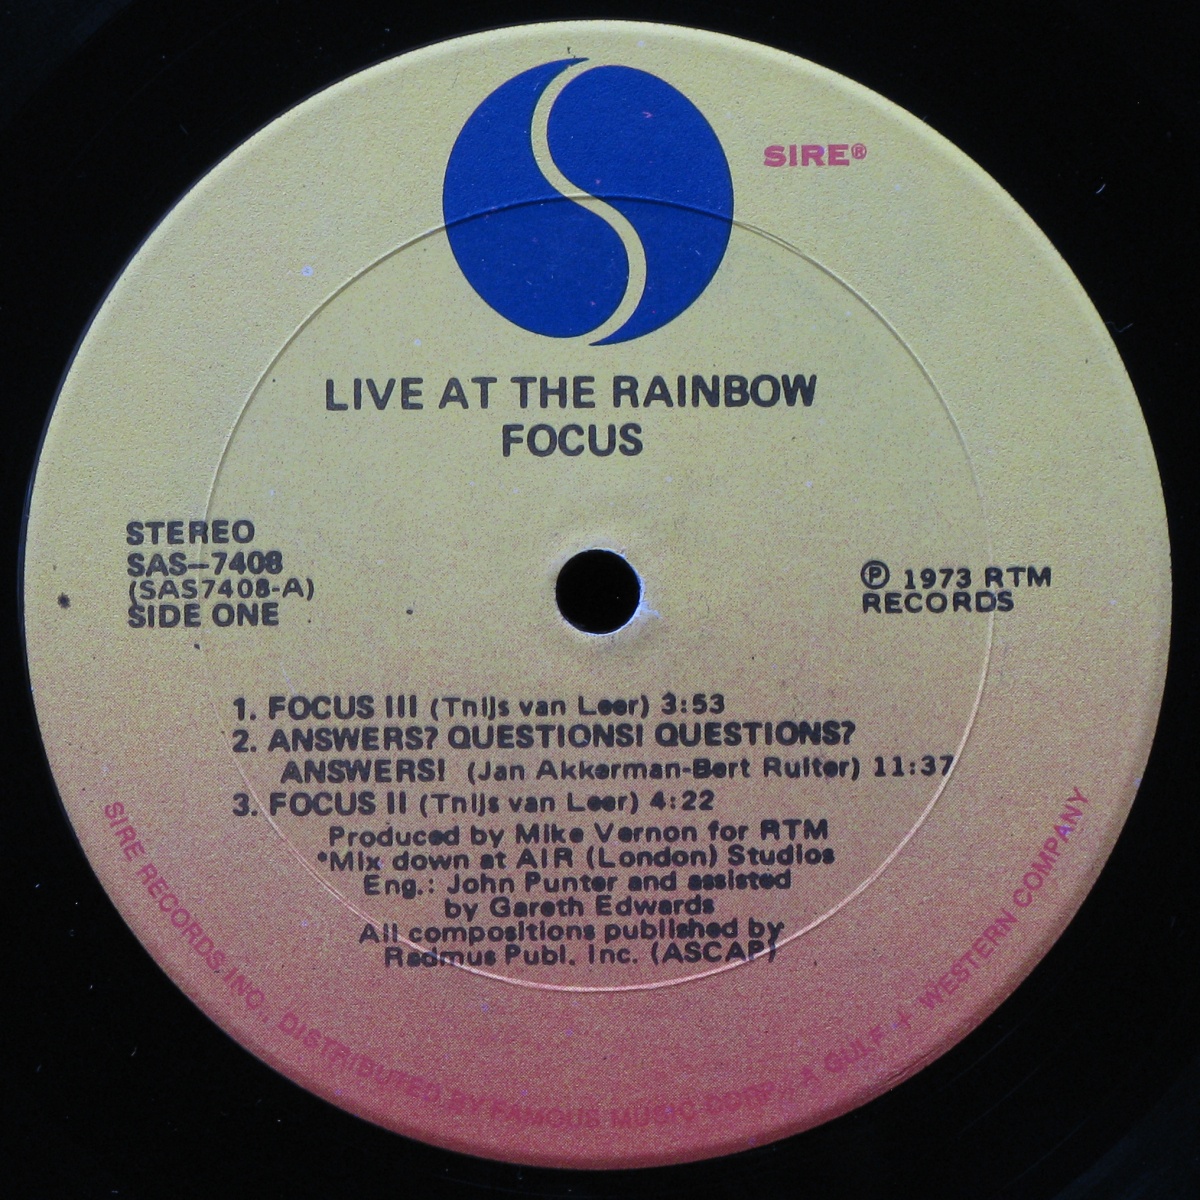 SIRE®
LIVE AT THE RAINBOW
FOCUS
STEREO
SAS-7408
(SAS7408-A)
SIDE ONE
℗ 1973 RTM
RECORDS
1. FOCUS III (Tnijs van Leer) 3:53
2. ANSWERS? QUESTIONS! QUESTIONS?
ANSWERS! (Jan Akkerman-Bert Ruiter) 11:37
3. FOCUS II (Tnijs van Leer) 4:22
Produced by Mike Vernon for RTM
*Mix down at AIR (London) Studios
Eng.: John Punter and assisted
by Gareth Edwards
All compositions published by
Radmus Publ. Inc. (ASCAP)
SIRE RECORDS, INC., DISTRIBUTED BY FAMOUS MUSIC CORP., A GULF + WESTERN COMPANY